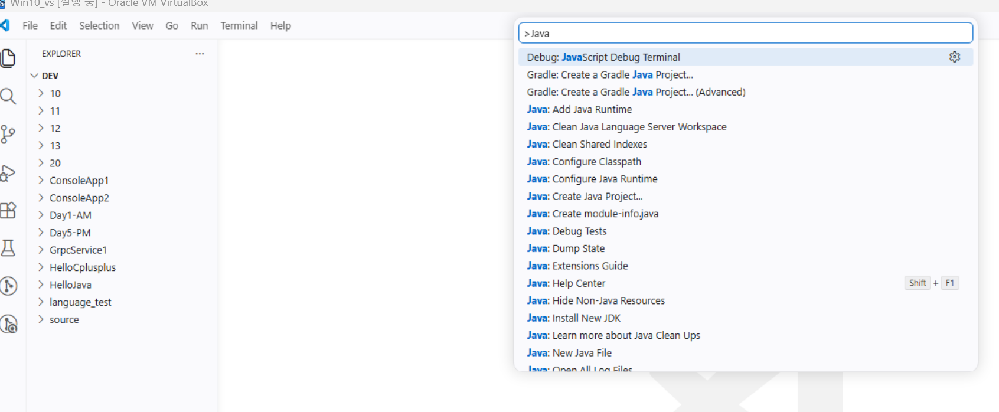 Win10_vs [실행 중] - Oracle VM VirtualBox
File Edit Selection View Go Run Terminal Help
>Java
EXPLORER
DEV
10
11
12
13
20
ConsoleApp1
ConsoleApp2
Day1-AM
Day5-PM
GrpcService1
HelloCplusplus
HelloJava
language_test
source
Debug: JavaScript Debug Terminal
Gradle: Create a Gradle Java Project...
Gradle: Create a Gradle Java Project... (Advanced)
Java: Add Java Runtime
Java: Clean Java Language Server Workspace
Java: Clean Shared Indexes
Java: Configure Classpath
Java: Configure Java Runtime
Java: Create Java Project...
Java: Create module-info.java
Java: Debug Tests
Java: Dump State
Java: Extensions Guide
Java: Help Center Shift + F1
Java: Hide Non-Java Resources
Java: Install New JDK
Java: Learn more about Java Clean Ups
Java: New Java File
Java: Open All Log Files